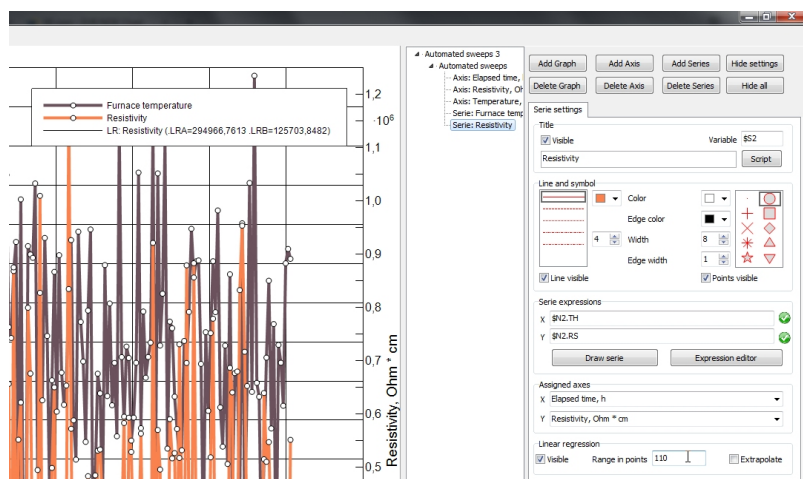 Furnace temperature
Resistivity
LR: Resistivity (.LRA=294966,7613 .LRB=125703,8482)
1,2
·10⁶
1,1
1,0
0,9
0,8
0,7
0,6
0,5
Resistivity, Ohm * cm
Automated sweeps 3
Automated sweeps
Axis: Elapsed time,
Axis: Resistivity, Oh
Axis: Temperature,
Serie: Furnace temp
Serie: Resistivity
Add Graph Add Axis Add Series Hide settings
Delete Graph Delete Axis Delete Series Hide all
Serie settings
Title
Visible Variable $S2
Resistivity Script
Line and symbol
Color
Edge color
4 Width 8
Edge width 1
Line visible Points visible
Serie expressions
X $N2.TH
Y $N2.RS
Draw serie Expression editor
Assigned axes
X Elapsed time, h
Y Resistivity, Ohm * cm
Linear regression
Visible Range in points 110 Extrapolate